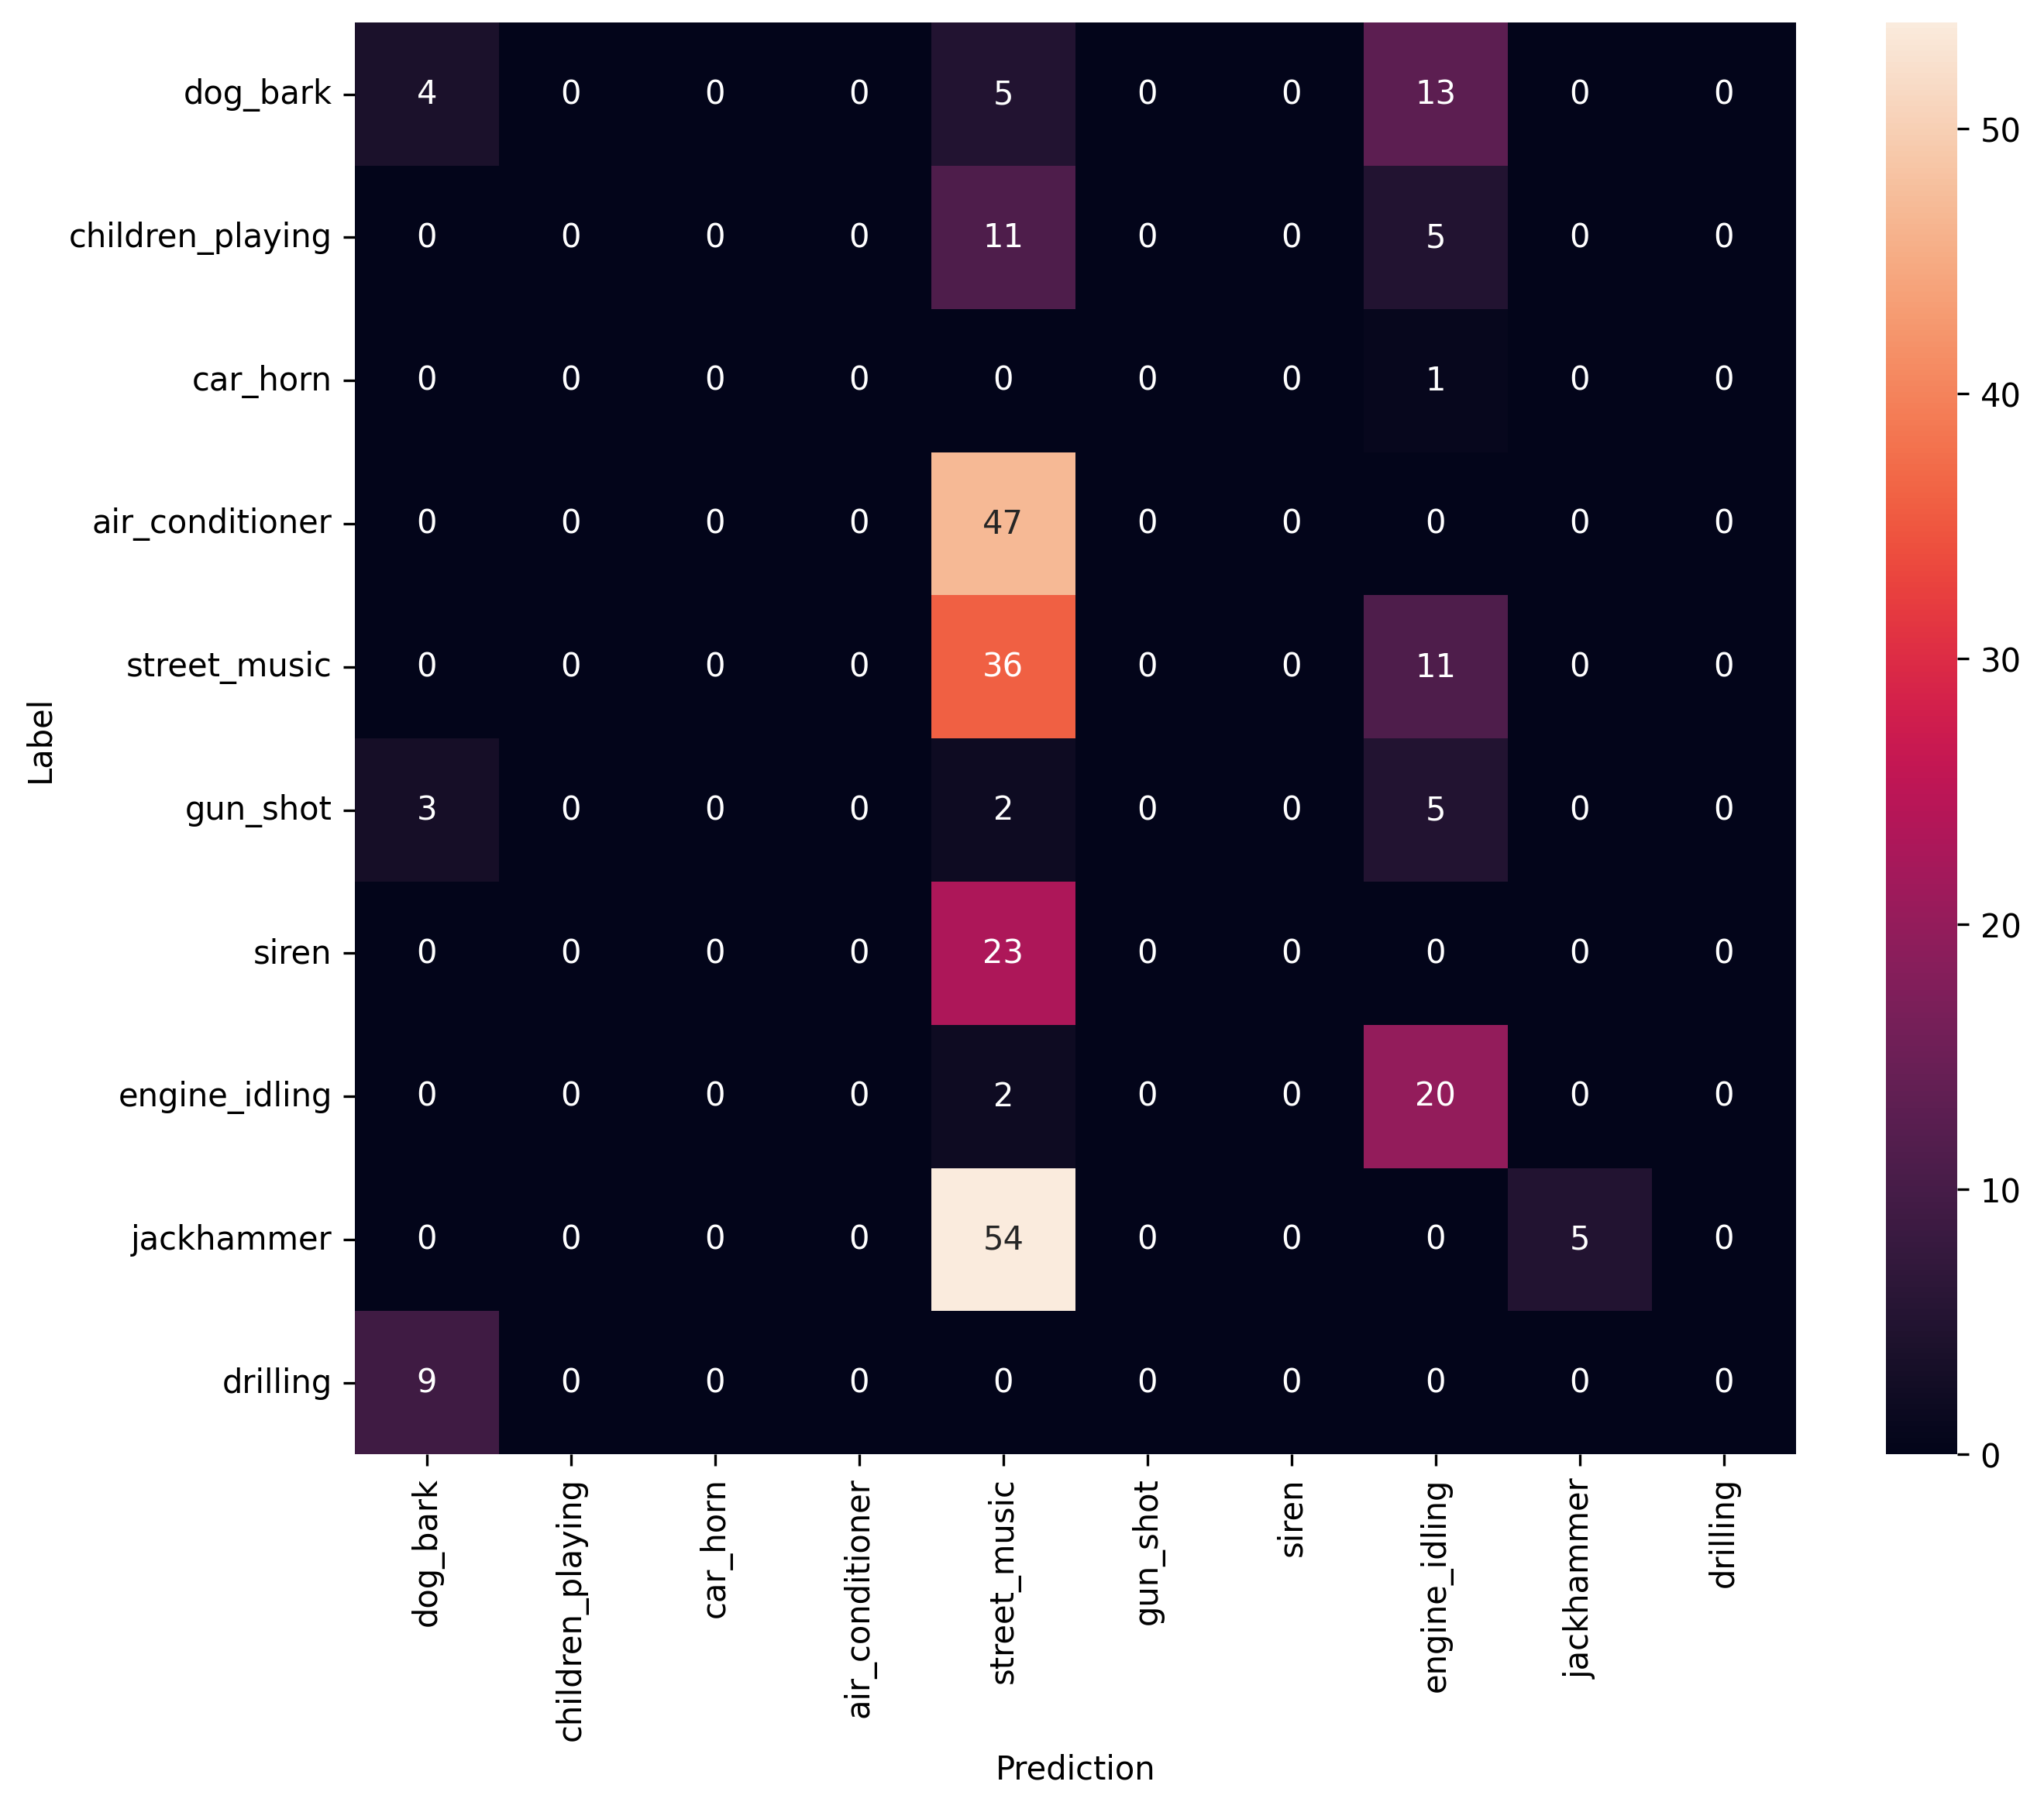 Label
dog_bark 4 0 0 0 5 0 0 13 0 0
children_playing 0 0 0 0 11 0 0 5 0 0
car_horn 0 0 0 0 0 0 0 1 0 0
air_conditioner 0 0 0 0 47 0 0 0 0 0
street_music 0 0 0 0 36 0 0 11 0 0
gun_shot 3 0 0 0 2 0 0 5 0 0
siren 0 0 0 0 23 0 0 0 0 0
engine_idling 0 0 0 0 2 0 0 20 0 0
jackhammer 0 0 0 0 54 0 0 0 5 0
drilling 9 0 0 0 0 0 0 0 0 0
dog_bark children_playing car_horn air_conditioner street_music gun_shot siren engine_idling jackhammer drilling
Prediction
50
40
30
20
10
0